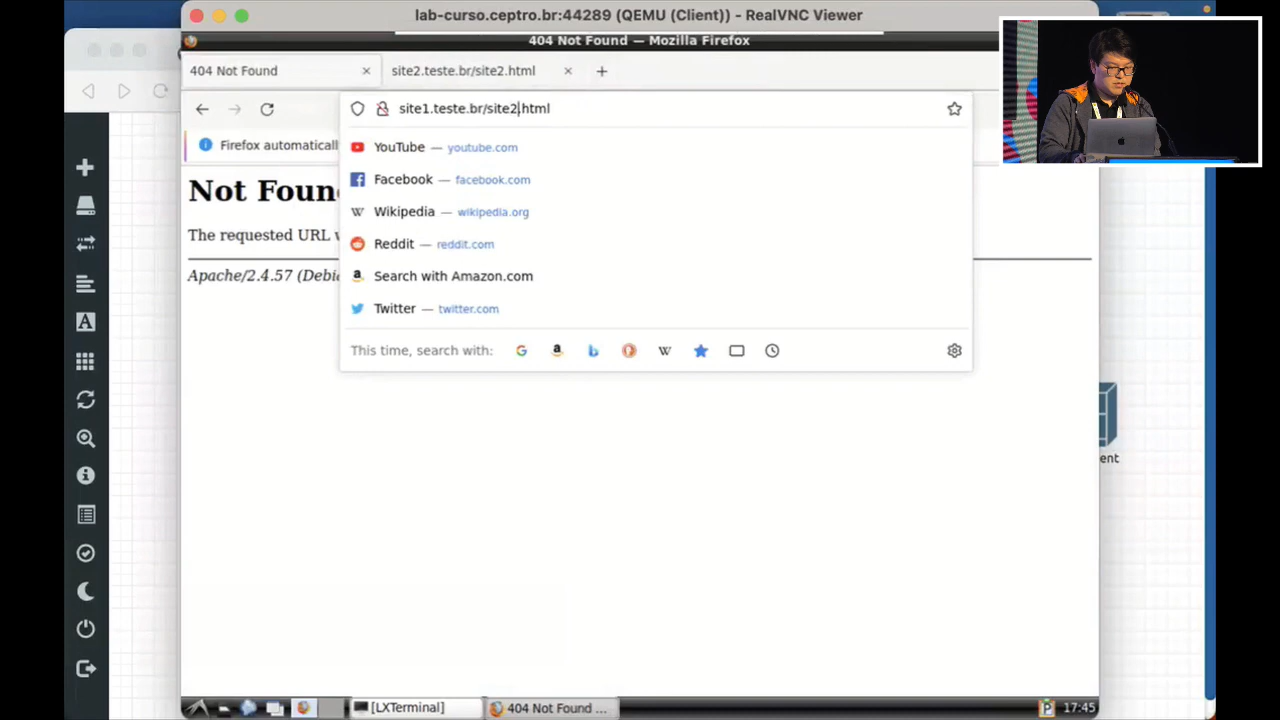 lab-curso.ceptro.br:44289 (QEMU (Client)) - RealVNC Viewer
404 Not Found — Mozilla Firefox
404 Not Found
site2.teste.br/site2.html
site1.teste.br/site2.html
Firefox automatically
YouTube — youtube.com
Facebook — facebook.com
Not Foun
Wikipedia — wikipedia.org
The requested URL
Reddit — reddit.com
Apache/2.4.57 (Debi
Search with Amazon.com
Twitter — twitter.com
This time, search with:
ent
[LXTerminal]
404 Not Found ...
17:45